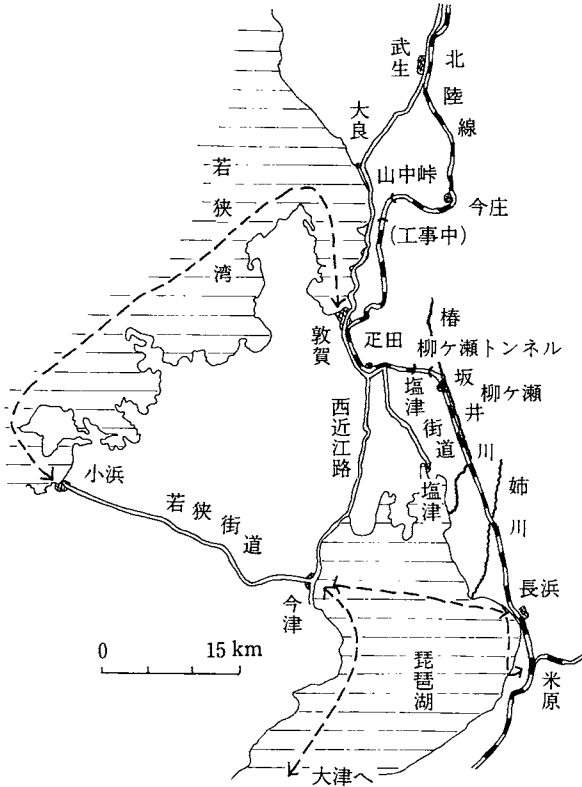 武生
北陸線
大良
山中峠
今庄
(工事中)
若狭湾
敦賀
疋田
椿坂
柳ケ瀬トンネル
柳ケ瀬
塩津街道
井川
西近江路
塩津
姉川
小浜
若狭街道
今津
長浜
0 15 km
琵琶湖
米原
大津へ